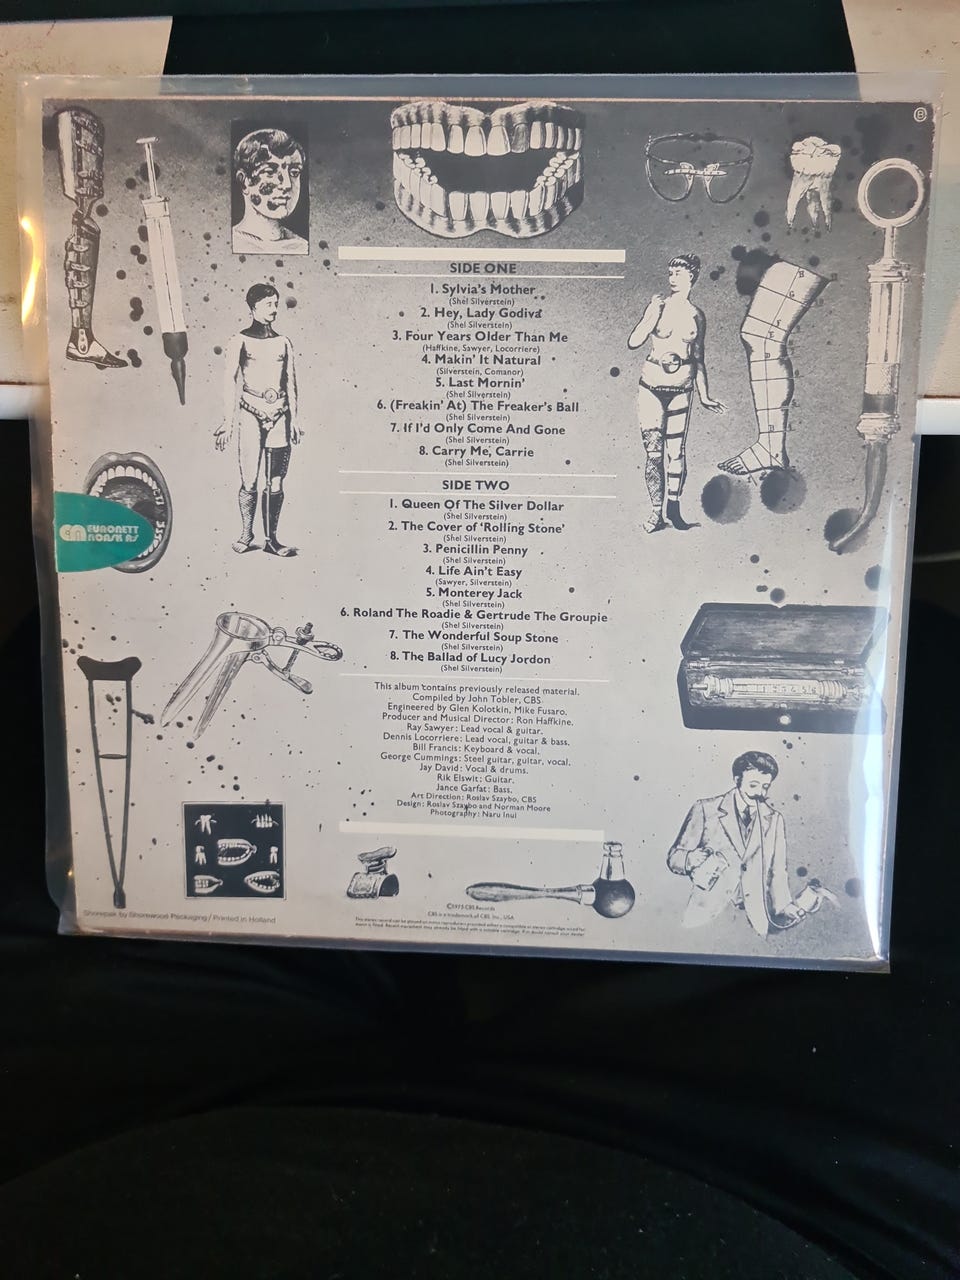 B
SIDE ONE
1. Sylvia's Mother
(Shel Silverstein)
2. Hey, Lady Godiva
(Shel Silverstein)
3. Four Years Older Than Me
(Haffkine, Sawyer, Locorriere)
4. Makin' It Natural
(Silverstein, Comanor)
5. Last Mornin'
(Shel Silverstein)
6. (Freakin' At) The Freaker's Ball
(Shel Silverstein)
7. If I'd Only Come And Gone
(Shel Silverstein)
8. Carry Me, Carrie
(Shel Silverstein)
SIDE TWO
1. Queen Of The Silver Dollar
(Shel Silverstein)
2. The Cover of 'Rolling Stone'
(Shel Silverstein)
3. Penicillin Penny
(Shel Silverstein)
4. Life Ain't Easy
(Sawyer, Silverstein)
5. Monterey Jack
(Shel Silverstein)
6. Roland The Roadie & Gertrude The Groupie
(Shel Silverstein)
7. The Wonderful Soup Stone
(Shel Silverstein)
8. The Ballad of Lucy Jordon
(Shel Silverstein)
This album contains previously released material.
Compiled by John Tobler, CBS
Engineered by Glen Kolotkin, Mike Fusaro.
Producer and Musical Director: Ron Haffkine.
Ray Sawyer: Lead vocal & guitar.
Dennis Locorriere: Lead vocal, guitar & bass.
Bill Francis: Keyboard & vocal.
George Cummings: Steel guitar, guitar, vocal.
Jay David: Vocal & drums.
Rik Elswit: Guitar.
Jance Garfat: Bass.
Art Direction: Roslav Szaybo, CBS
Design: Roslav Szaybo and Norman Moore
Photography: Naru Inui
EURONETT
NORSK AS
Shorepak by Shorewood Packaging / Printed in Holland
©1975 CBS Records
CBS is a trademark of CBS Inc., USA